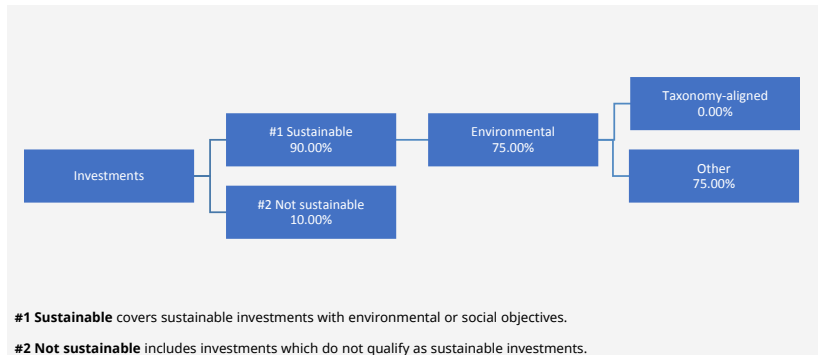 Investments
#1 Sustainable
90.00%
#2 Not sustainable
10.00%
Environmental
75.00%
Taxonomy-aligned
0.00%
Other
75.00%
#1 Sustainable covers sustainable investments with environmental or social objectives.
#2 Not sustainable includes investments which do not qualify as sustainable investments.